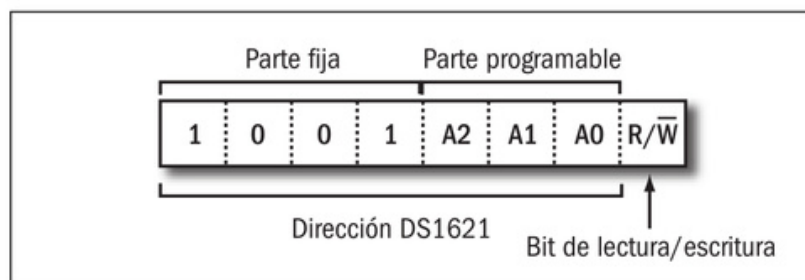 Parte fija Parte programable
1 0 0 1 A2 A1 A0 R/W̅
Dirección DS1621
Bit de lectura/escritura